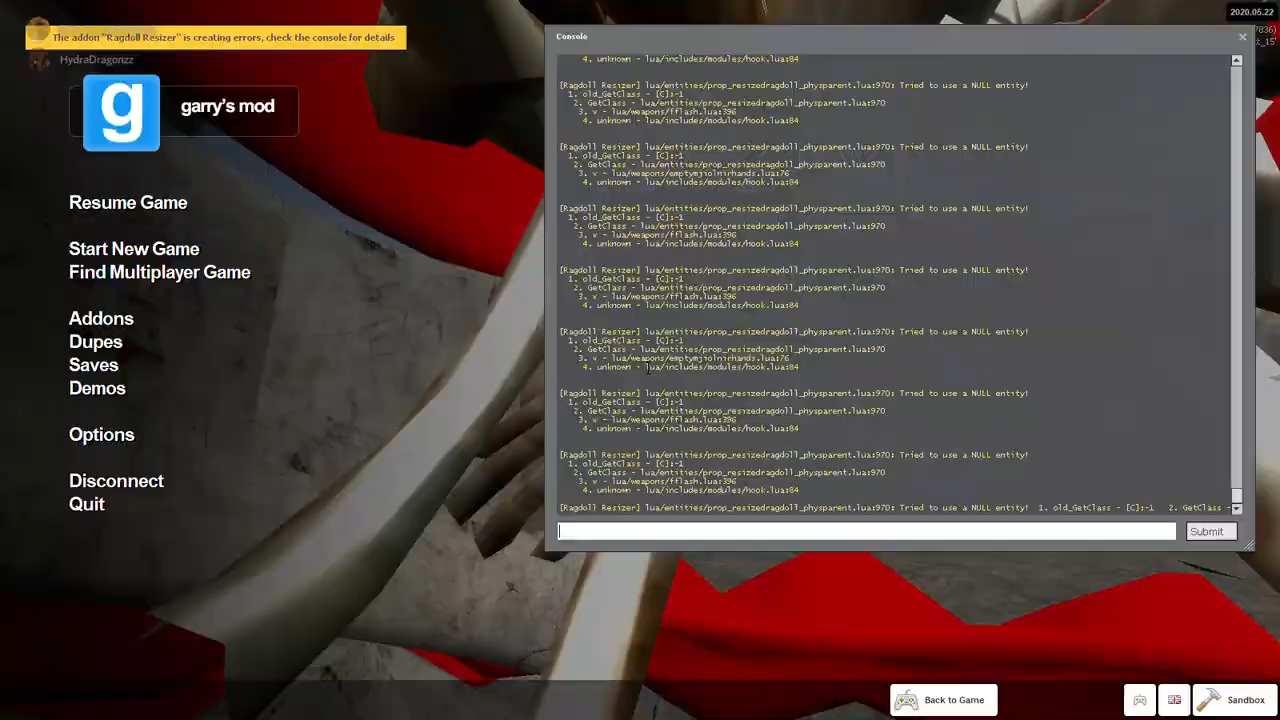 2020.05.22
The addon "Ragdoll Resizer" is creating errors, check the console for details
HydraDragonzz
g garry's mod
Resume Game
Start New Game
Find Multiplayer Game
Addons
Dupes
Saves
Demos
Options
Disconnect
Quit
Console
4. unknown - lua/includes/modules/hook.lua:84
[Ragdoll Resizer] lua/entities/prop_resizedragdoll_physparent.lua:970: Tried to use a NULL entity!
1. old_GetClass - [C]:-1
2. GetClass - lua/entities/prop_resizedragdoll_physparent.lua:970
3. v - lua/weapons/fflash.lua:396
4. unknown - lua/includes/modules/hook.lua:84
[Ragdoll Resizer] lua/entities/prop_resizedragdoll_physparent.lua:970: Tried to use a NULL entity!
1. old_GetClass - [C]:-1
2. GetClass - lua/entities/prop_resizedragdoll_physparent.lua:970
3. v - lua/weapons/emptymjiolnirhands.lua:76
4. unknown - lua/includes/modules/hook.lua:84
[Ragdoll Resizer] lua/entities/prop_resizedragdoll_physparent.lua:970: Tried to use a NULL entity!
1. old_GetClass - [C]:-1
2. GetClass - lua/entities/prop_resizedragdoll_physparent.lua:970
3. v - lua/weapons/fflash.lua:396
4. unknown - lua/includes/modules/hook.lua:84
[Ragdoll Resizer] lua/entities/prop_resizedragdoll_physparent.lua:970: Tried to use a NULL entity!
1. old_GetClass - [C]:-1
2. GetClass - lua/entities/prop_resizedragdoll_physparent.lua:970
3. v - lua/weapons/fflash.lua:396
4. unknown - lua/includes/modules/hook.lua:84
[Ragdoll Resizer] lua/entities/prop_resizedragdoll_physparent.lua:970: Tried to use a NULL entity!
1. old_GetClass - [C]:-1
2. GetClass - lua/entities/prop_resizedragdoll_physparent.lua:970
3. v - lua/weapons/emptymjiolnirhands.lua:76
4. unknown - lua/includes/modules/hook.lua:84
[Ragdoll Resizer] lua/entities/prop_resizedragdoll_physparent.lua:970: Tried to use a NULL entity!
1. old_GetClass - [C]:-1
2. GetClass - lua/entities/prop_resizedragdoll_physparent.lua:970
3. v - lua/weapons/fflash.lua:396
4. unknown - lua/includes/modules/hook.lua:84
[Ragdoll Resizer] lua/entities/prop_resizedragdoll_physparent.lua:970: Tried to use a NULL entity!
1. old_GetClass - [C]:-1
2. GetClass - lua/entities/prop_resizedragdoll_physparent.lua:970
3. v - lua/weapons/fflash.lua:396
4. unknown - lua/includes/modules/hook.lua:84
[Ragdoll Resizer] lua/entities/prop_resizedragdoll_physparent.lua:970: Tried to use a NULL entity! 1. old_GetClass - [C]:-1 2. GetClass -
Submit
Back to Game
Sandbox